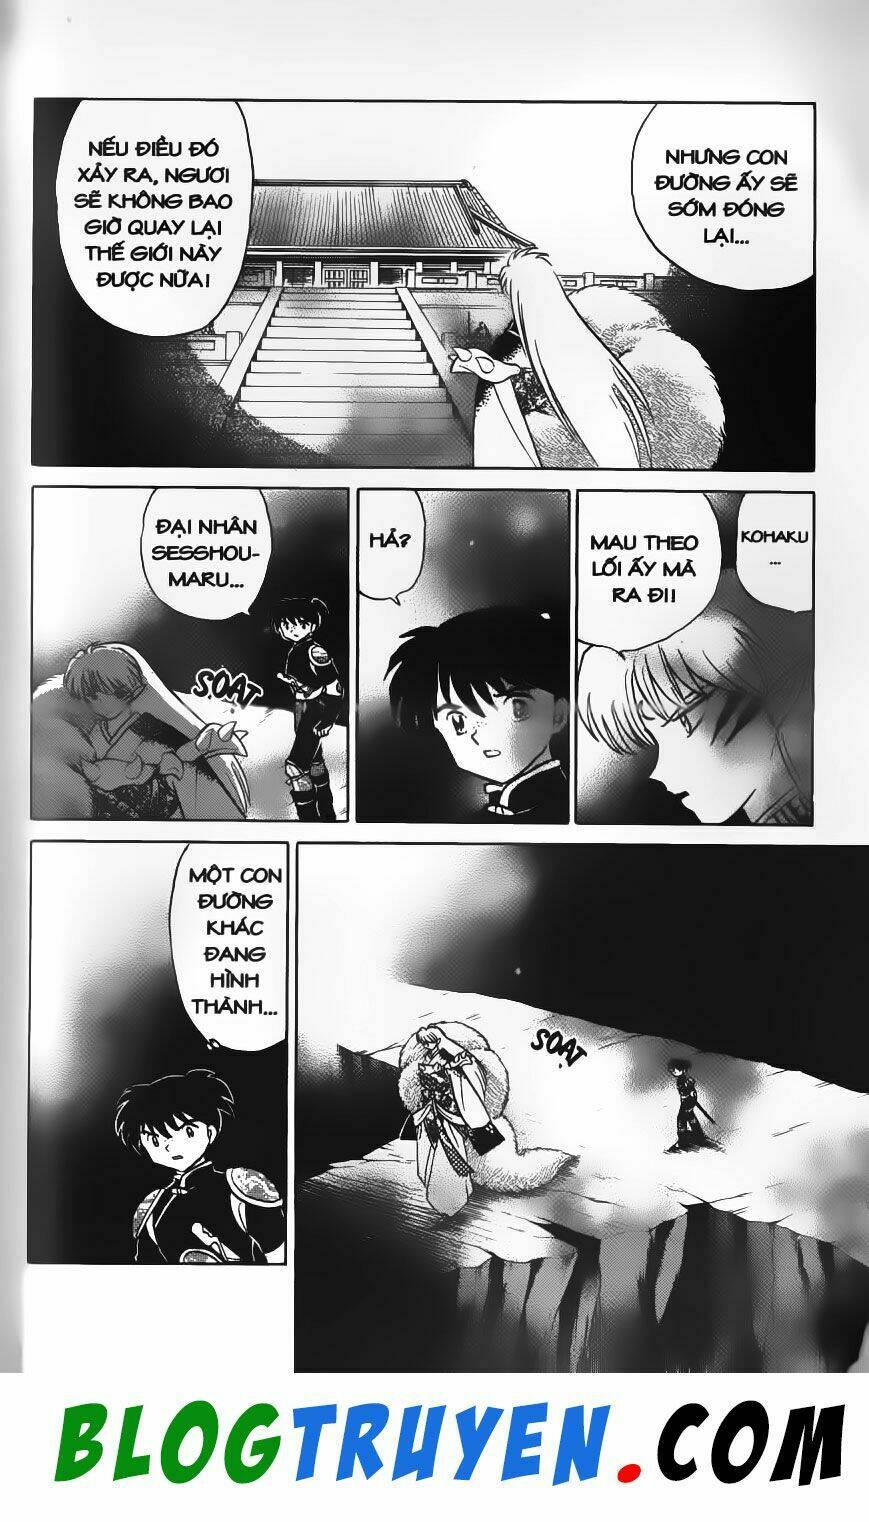 NHƯNG CON
ĐƯỜNG ẤY SẼ
SỚM ĐÓNG
LẠI...
NẾU ĐIỀU ĐÓ
XẢY RA, NGƯƠI
SẼ KHÔNG BAO
GIỜ QUAY LẠI
THẾ GIỚI NÀY
ĐƯỢC NỮA!
KOHAKU
...
MAU THEO
LỐI ẤY MÀ
RA ĐI!
HẢ?
ĐẠI NHÂN
SESSHOU-
MARU...
SOẠT
SOẠT
MỘT CON
ĐƯỜNG
KHÁC
ĐANG
HÌNH
THÀNH...
BLOGTRUYEN.COM